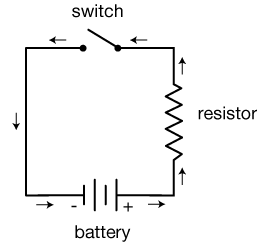 switch
resistor
- +
battery